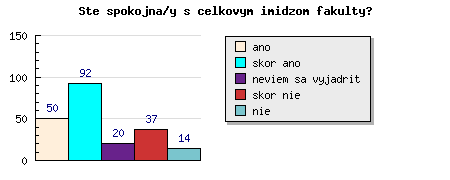 Ste spokojna/y s celkovym imidzom fakulty?
150
100
50
0
50
92
20
37
14
ano
skor ano
neviem sa vyjadrit
skor nie
nie